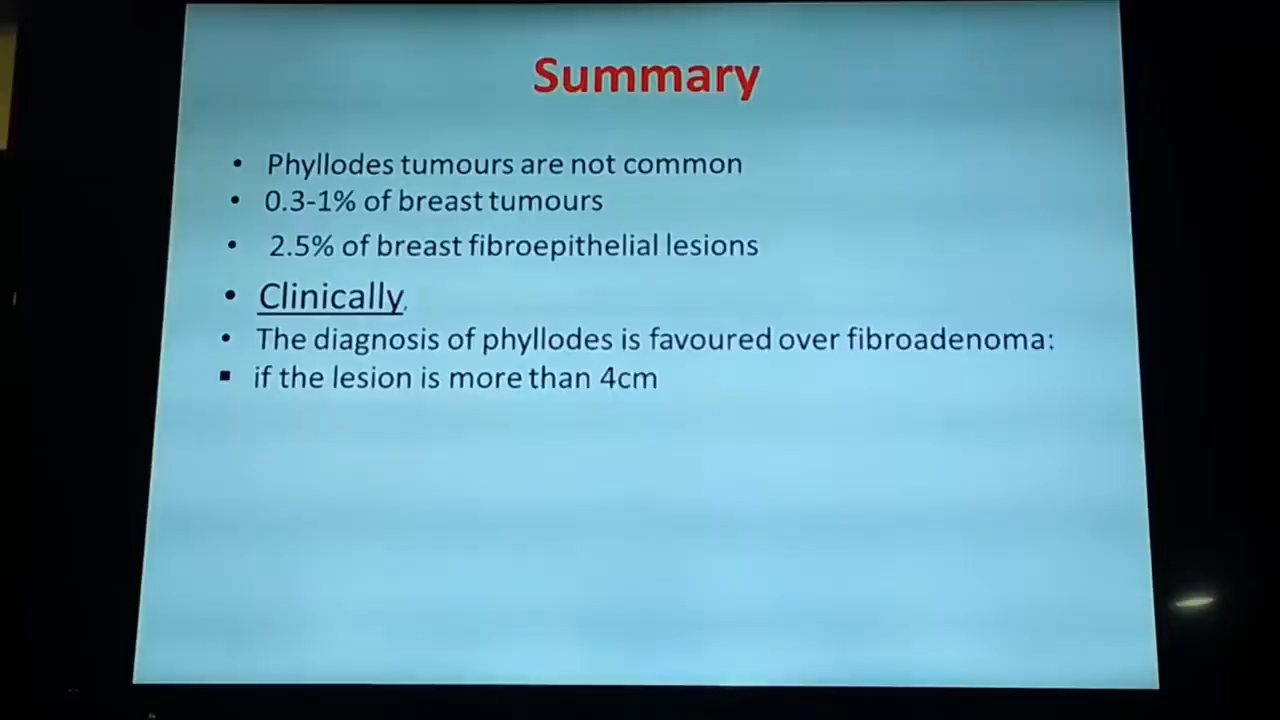 Summary
• Phyllodes tumours are not common
• 0.3-1% of breast tumours
• 2.5% of breast fibroepithelial lesions
• Clinically,
• The diagnosis of phyllodes is favoured over fibroadenoma:
▪ if the lesion is more than 4cm